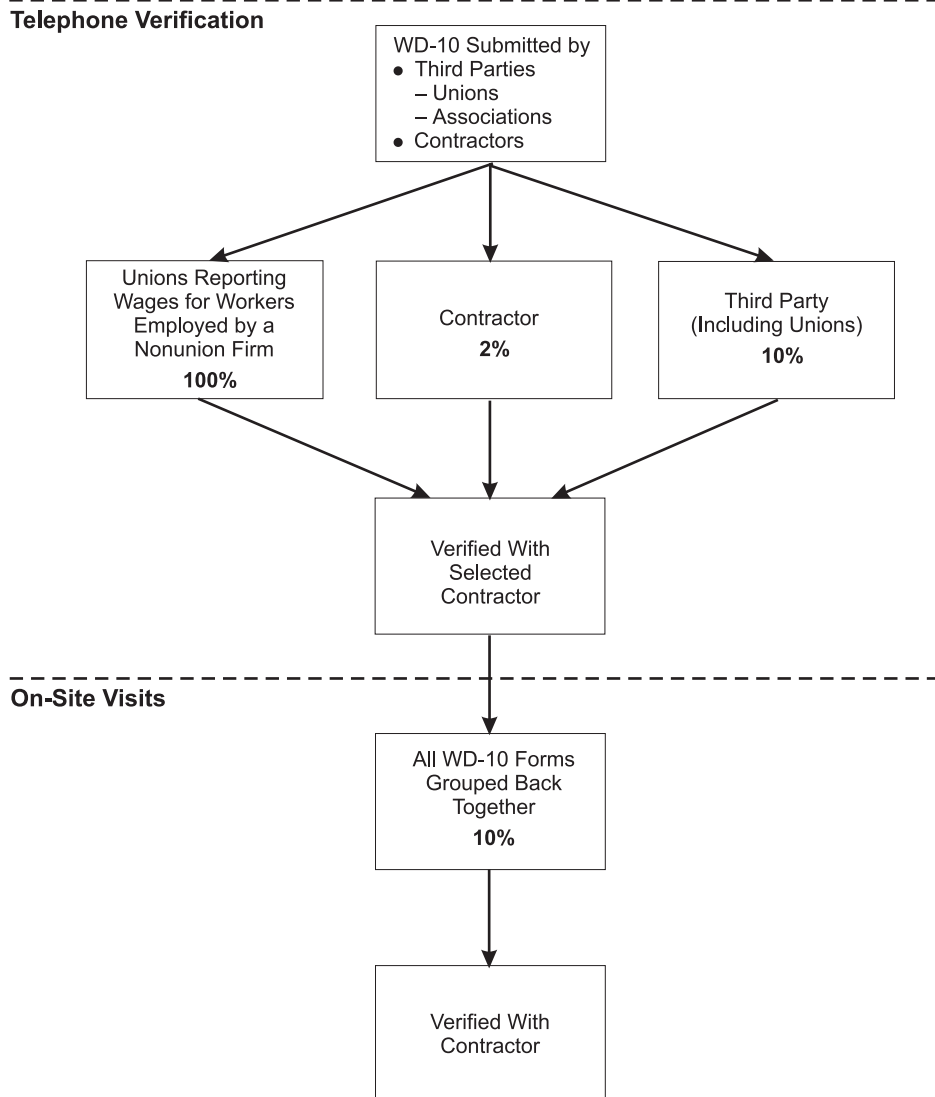 Telephone Verification
WD-10 Submitted by
● Third Parties
– Unions
– Associations
● Contractors
Unions Reporting
Wages for Workers
Employed by a
Nonunion Firm
100%
Contractor
2%
Third Party
(Including Unions)
10%
Verified With
Selected
Contractor
On-Site Visits
All WD-10 Forms
Grouped Back
Together
10%
Verified With
Contractor